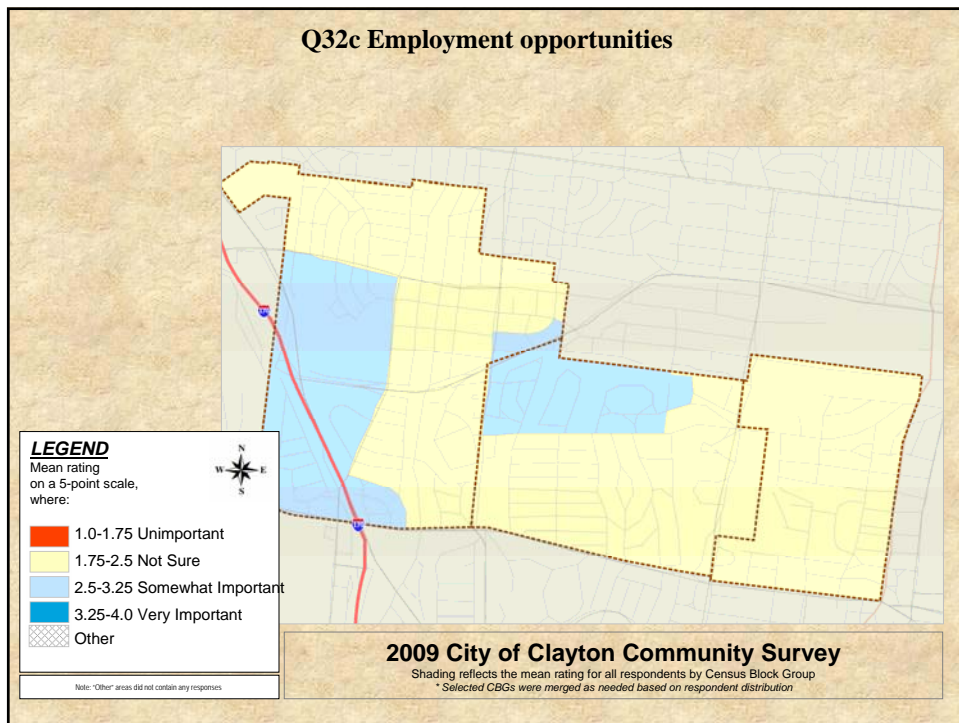 Q32c Employment opportunities
LEGEND
Mean rating
on a 5-point scale,
where:
N
W E
S
1.0-1.75 Unimportant
1.75-2.5 Not Sure
2.5-3.25 Somewhat Important
3.25-4.0 Very Important
Other
Note: "Other" areas did not contain any responses
2009 City of Clayton Community Survey
Shading reflects the mean rating for all respondents by Census Block Group
* Selected CBGs were merged as needed based on respondent distribution